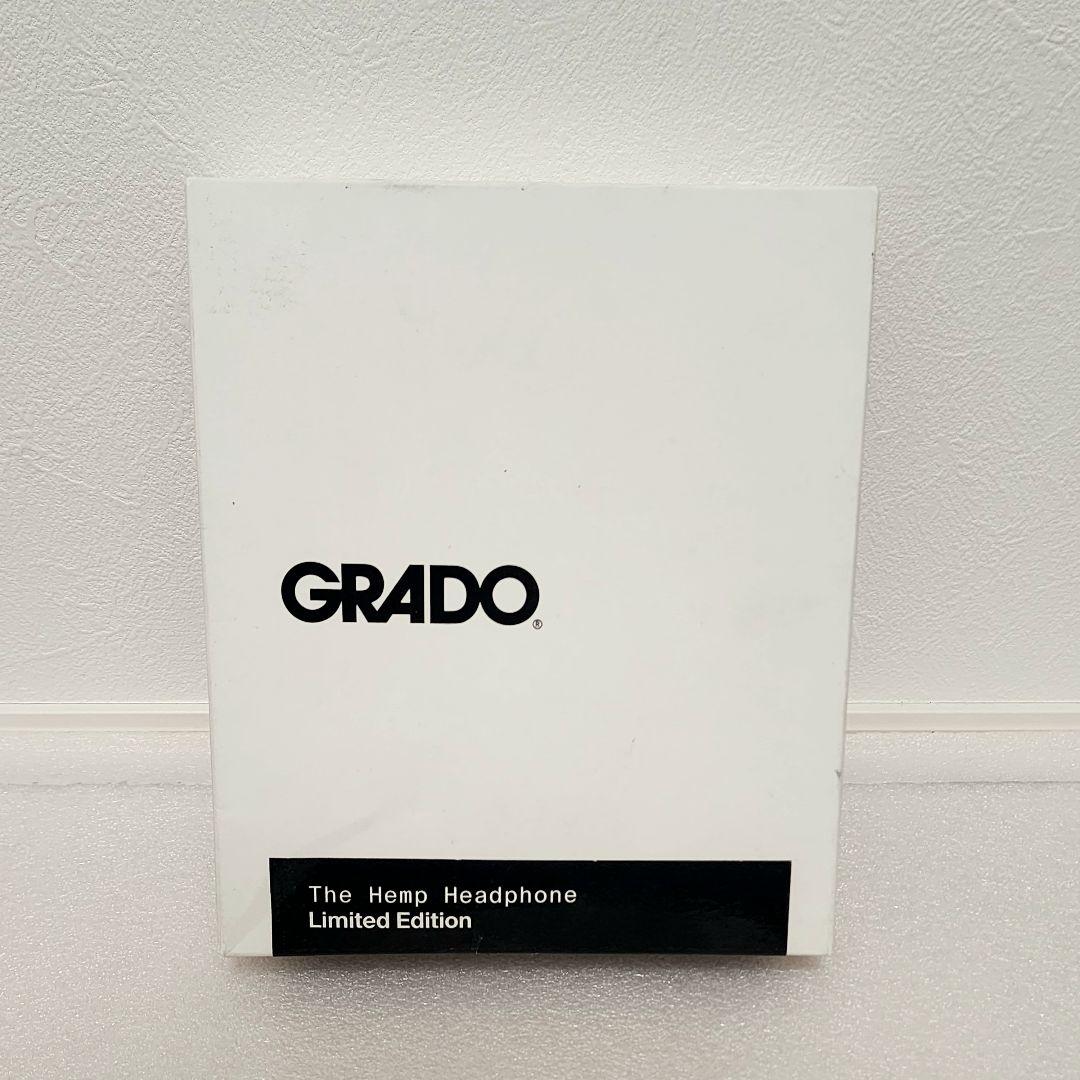 GRADO®
The Hemp Headphone
Limited Edition